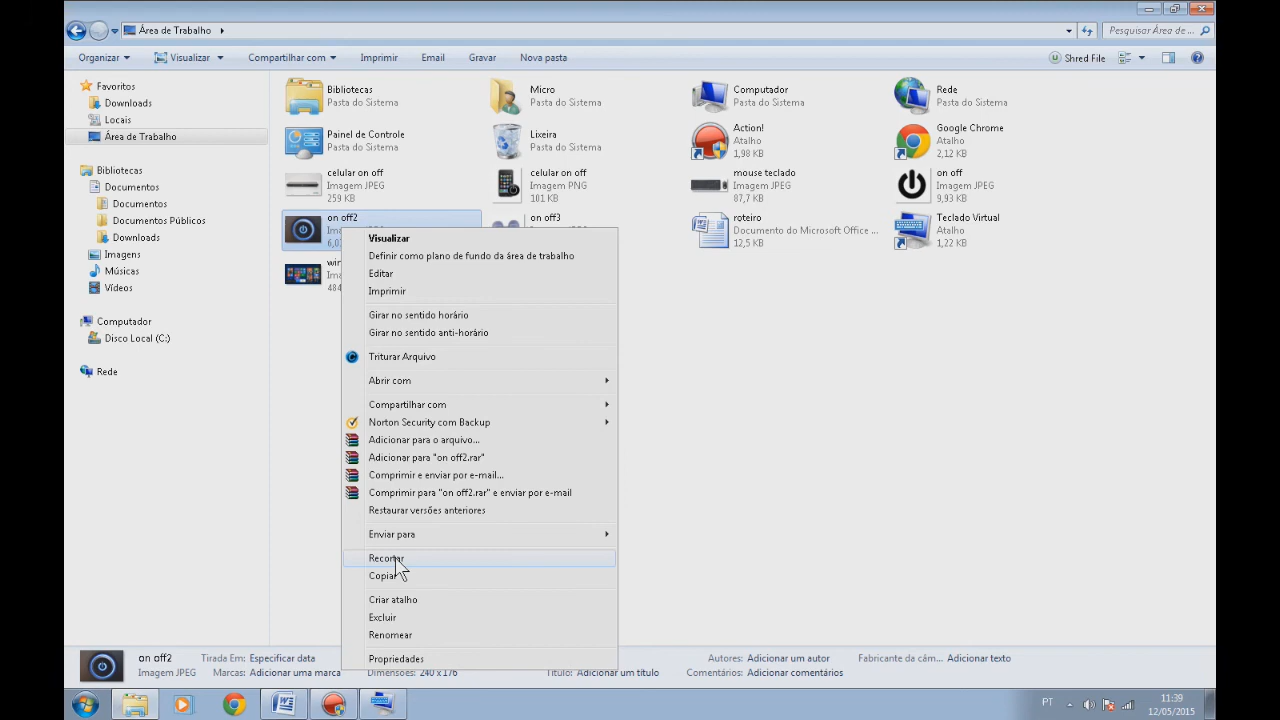 Área de Trabalho
Pesquisar Área de ...
Organizar Visualizar Compartilhar com Imprimir Email Gravar Nova pasta Shred File
Favoritos
Downloads
Locais
Área de Trabalho
Bibliotecas
Documentos
Documentos
Documentos Públicos
Downloads
Imagens
Músicas
Vídeos
Computador
Disco Local (C:)
Rede
Bibliotecas
Pasta do Sistema
Micro
Pasta do Sistema
Computador
Pasta do Sistema
Rede
Pasta do Sistema
Painel de Controle
Pasta do Sistema
Lixeira
Pasta do Sistema
Action!
Atalho
1,98 KB
Google Chrome
Atalho
2,12 KB
celular on off
Imagem JPEG
259 KB
celular on off
Imagem PNG
101 KB
mouse teclado
Imagem JPEG
87,7 KB
on off
Imagem JPEG
9,93 KB
on off2
on off3
roteiro
Documento do Microsoft Office ...
12,5 KB
Teclado Virtual
Atalho
1,22 KB
Visualizar
Definir como plano de fundo da área de trabalho
Editar
Imprimir
Girar no sentido horário
Girar no sentido anti-horário
Triturar Arquivo
Abrir com
Compartilhar com
Norton Security com Backup
Adicionar para o arquivo...
Adicionar para "on off2.rar"
Comprimir e enviar por e-mail...
Comprimir para "on off2.rar" e enviar por e-mail
Restaurar versões anteriores
Enviar para
Recortar
Copiar
Criar atalho
Excluir
Renomear
Propriedades
on off2 Tirada Em: Especificar data Autores: Adicionar um autor Fabricante da câm... Adicionar texto
Imagem JPEG Marcas: Adicionar uma marca Dimensões: 240 x 176 Título: Adicionar um título Comentários: Adicionar comentários
PT
11:39
12/05/2015